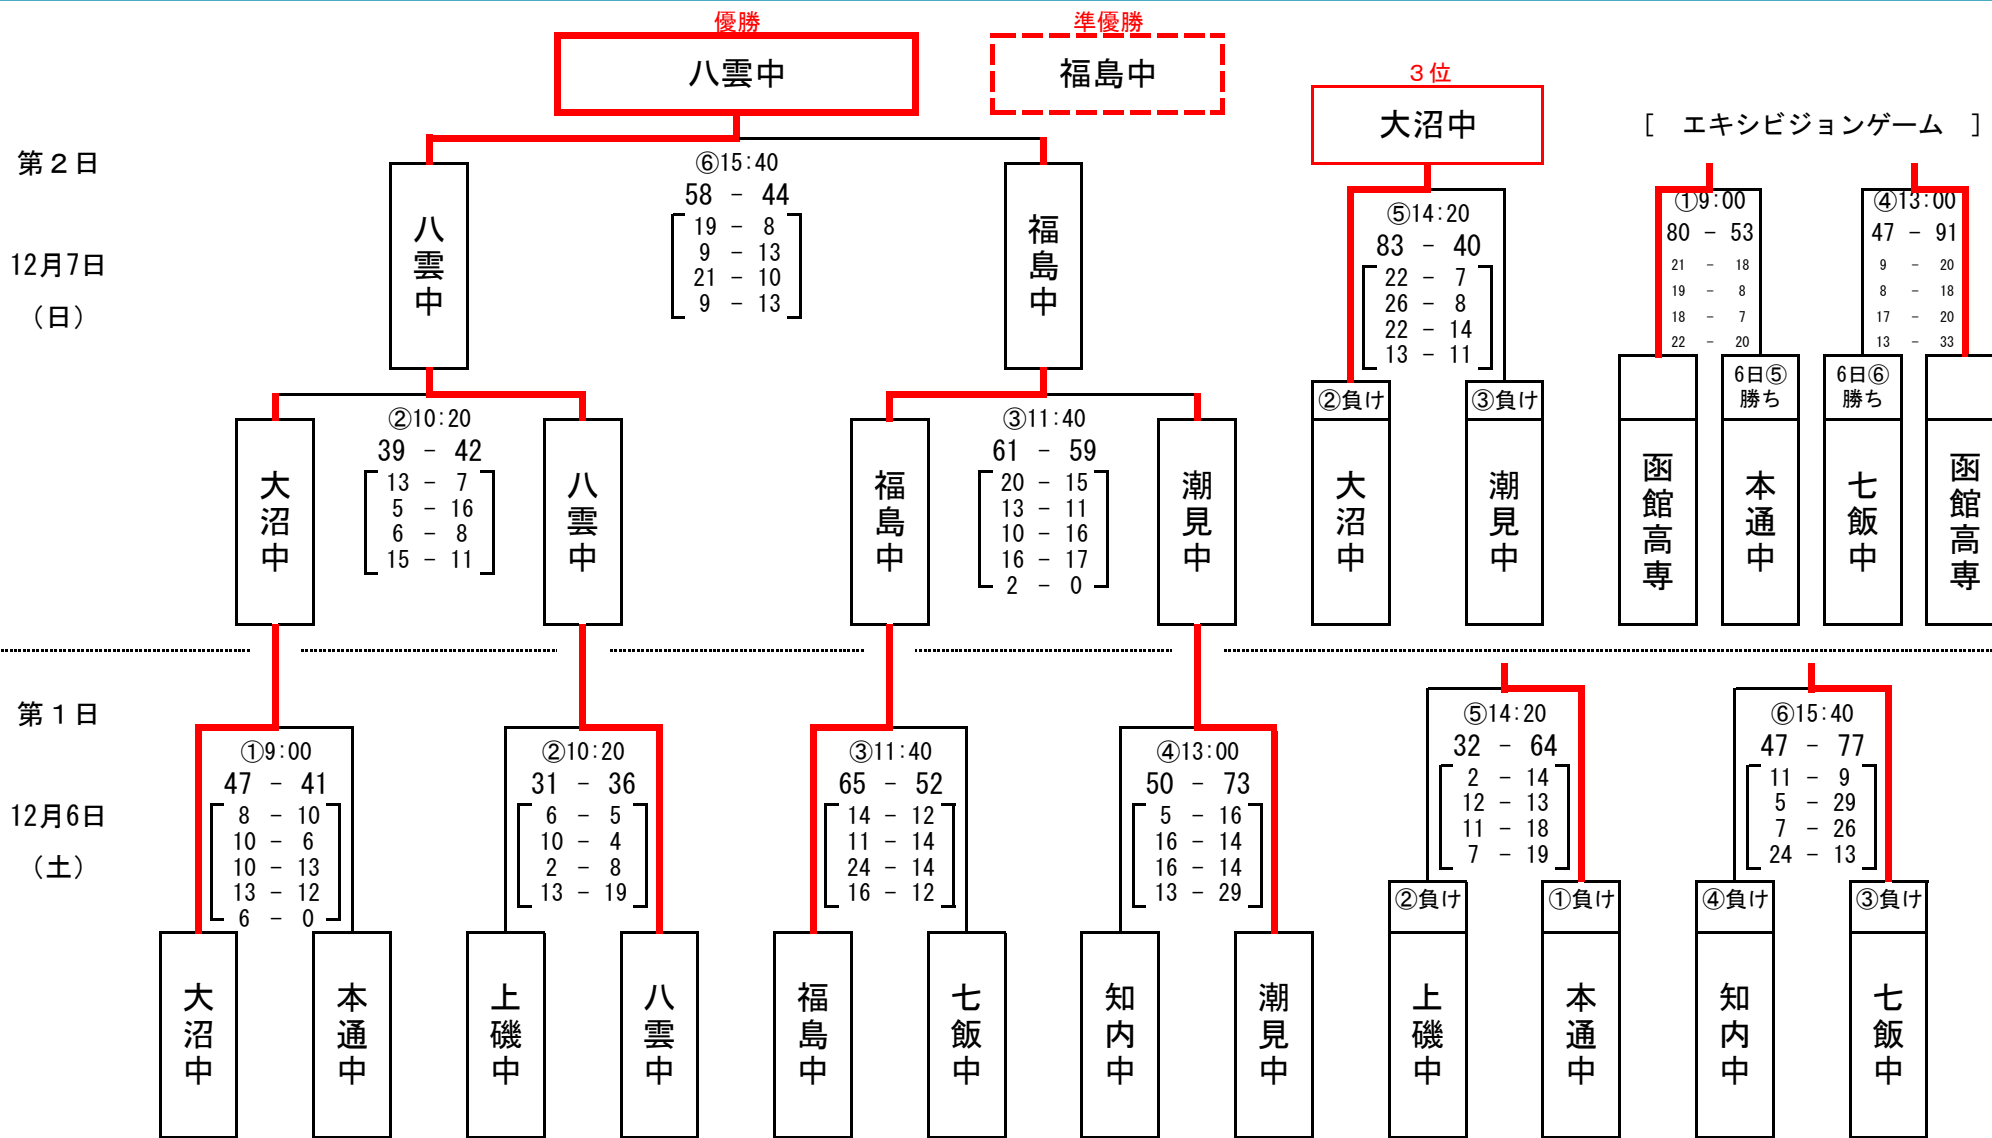 優勝
準優勝
八雲中
福島中
３位
大沼中
[　エキシビジョンゲーム　]
第２日
12月7日
（日）
八雲中
⑥15:40
58 － 44
19 － 8
9 － 13
21 － 10
9 － 13
福島中
⑤14:20
83 － 40
22 － 7
26 － 8
22 － 14
13 － 11
②負け
③負け
大沼中
潮見中
①9:00
80 － 53
21 － 18
19 － 8
18 － 7
22 － 20
6日⑤
勝ち
函館高専
本通中
④13:00
47 － 91
9 － 20
8 － 18
17 － 20
13 － 33
6日⑥
勝ち
七飯中
函館高専
大沼中
②10:20
39 － 42
13 － 7
5 － 16
6 － 8
15 － 11
八雲中
福島中
③11:40
61 － 59
20 － 15
13 － 11
10 － 16
16 － 17
2 － 0
潮見中
第１日
12月6日
（土）
①9:00
47 － 41
8 － 10
10 － 6
10 － 13
13 － 12
6 － 0
大沼中
本通中
②10:20
31 － 36
6 － 5
10 － 4
2 － 8
13 － 19
上磯中
八雲中
③11:40
65 － 52
14 － 12
11 － 14
24 － 14
16 － 12
福島中
七飯中
④13:00
50 － 73
5 － 16
16 － 14
16 － 14
13 － 29
知内中
潮見中
⑤14:20
32 － 64
2 － 14
12 － 13
11 － 18
7 － 19
②負け
①負け
上磯中
本通中
⑥15:40
47 － 77
11 － 9
5 － 29
7 － 26
24 － 13
④負け
③負け
知内中
七飯中